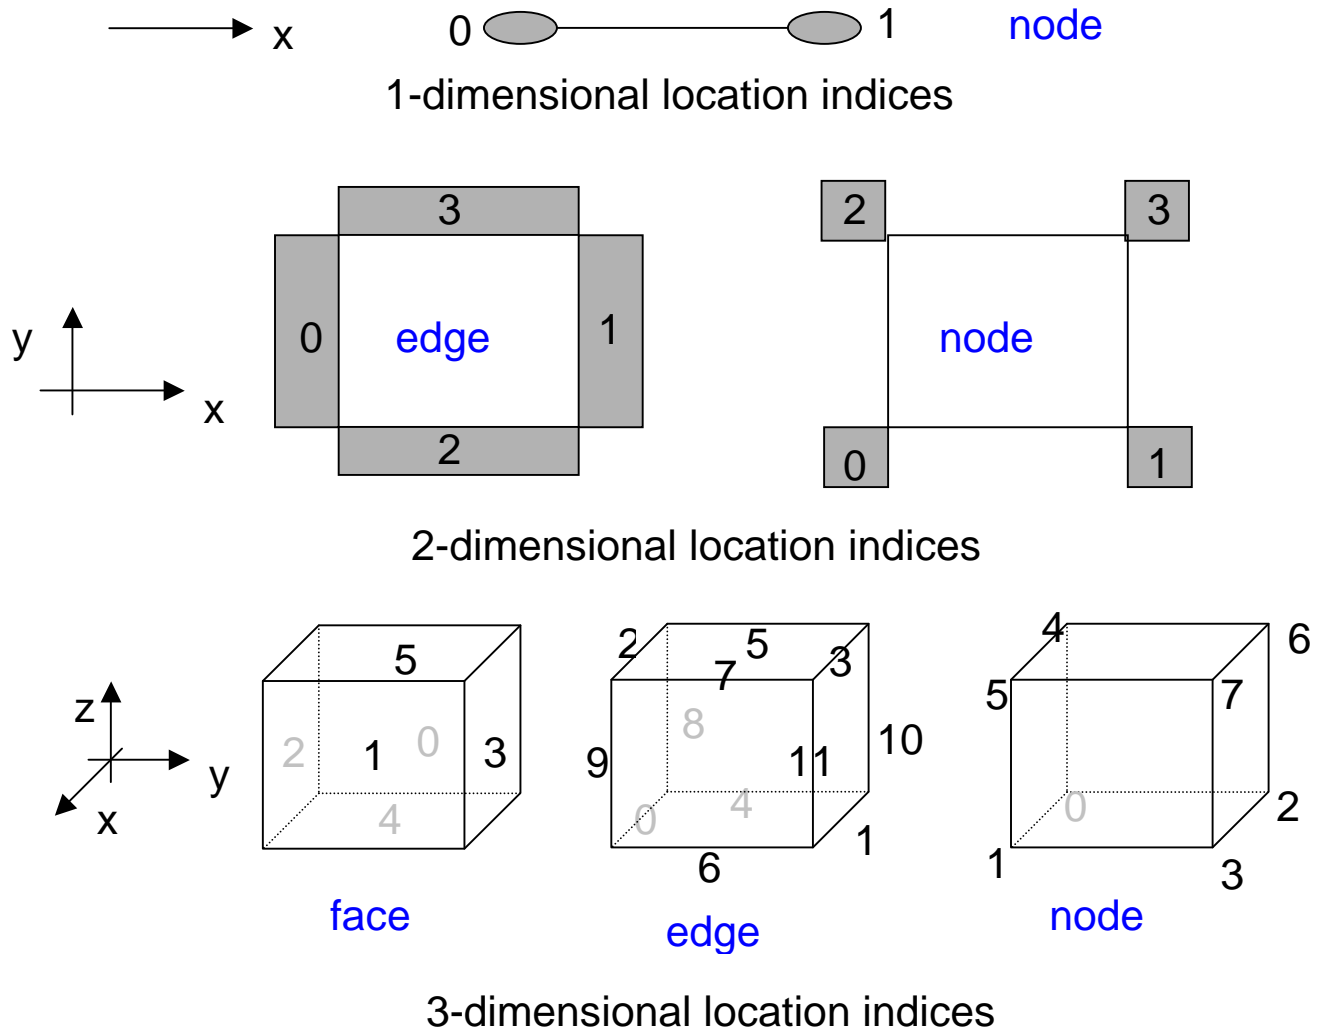 x 0 1 node
1-dimensional location indices
3 2 3
y 0 edge 1 node
x
2 0 1
2-dimensional location indices
5 2 5 7 3 4 6 5 7
z 2 1 0 3 8 9 11 10
y
x 4 0 4 1 6 0 2 1 3
face edge node
3-dimensional location indices